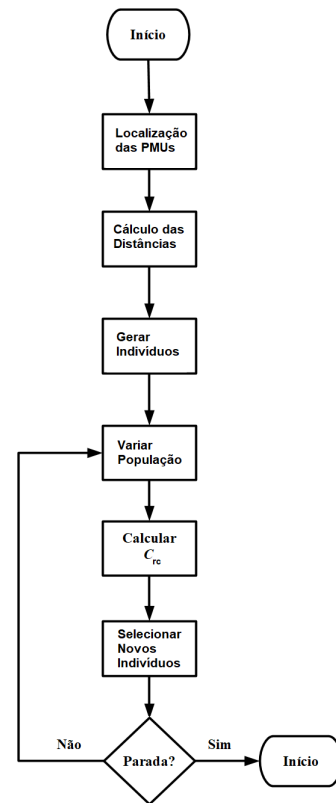 Início
Localização
das PMUs
Cálculo das
Distâncias
Gerar
Indivíduos
Variar
População
Calcular
Crc
Selecionar
Novos
Indivíduos
Não
Parada?
Sim
Início